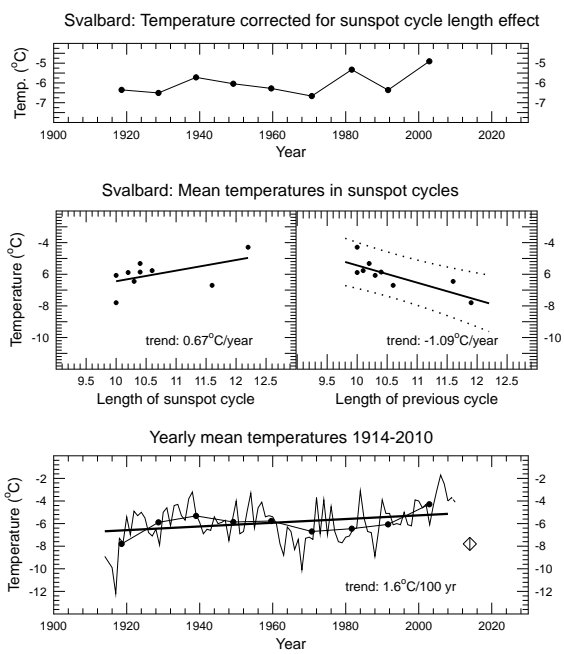 Svalbard: Temperature corrected for sunspot cycle length effect
Temp. (°C)
-5 -5
-6 -6
-7 -7
1900 1920 1940 1960 1980 2000 2020
Year
Svalbard: Mean temperatures in sunspot cycles
Temperature (°C)
-4 -4
-6 -6
-8 -8
-10 -10
trend: 0.67°C/year trend: -1.09°C/year
9.5 10 10.5 11 11.5 12 12.5 9.5 10 10.5 11 11.5 12 12.5
Length of sunspot cycle Length of previous cycle
Yearly mean temperatures 1914-2010
Temperature (°C)
-2 -2
-4 -4
-6 -6
-8 -8
-10 -10
-12 -12
trend: 1.6°C/100 yr
1900 1920 1940 1960 1980 2000 2020
Year